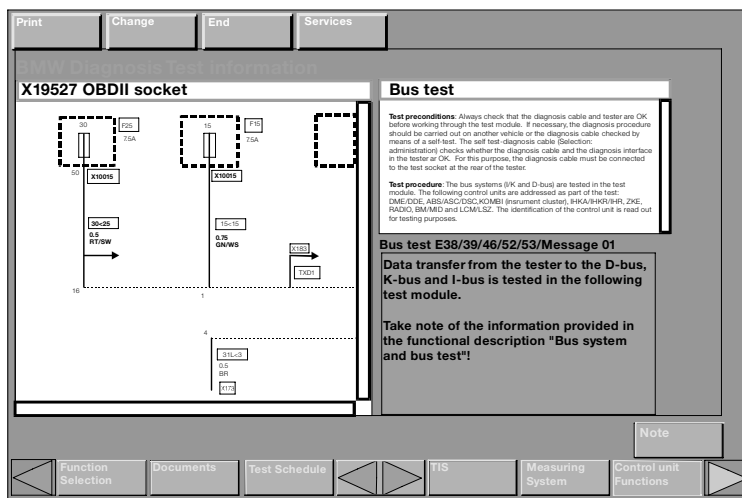 Print
Change
End
Services
BMW Diagnosis Test information
X19527 OBDII socket
30
F25
7.5A
15
F15
7.5A
50
X10015
X10015
30<25
0.5
RT/SW
15<15
0.75
GN/WS
X183
TXD1
16
1
4
31L<3
0.5
BR
X173
Bus test
Test preconditions: Always check that the diagnosis cable and tester are OK
before working through the test module. If necessary, the diagnosis procedure
should be carried out on another vehicle or the diagnosis cable checked by
means of a self-test. The self test-diagnosis cable (Selection:
administration) checks whether the diagnosis cable and the diagnosis interface
in the tester ar OK. For this purpose, the diagnosis cable must be connected
to the test socket at the rear of the tester.
Test procedure: The bus systems (I/K and D-bus) are tested in the test
module. The following control units are addressed as part of the test:
DME/DDE, ABS/ASC/DSC,KOMBI (insrument cluster), IHKA/IHKR/IHR, ZKE,
RADIO, BM/MID and LCM/LSZ. The identification of the control unit is read out
for testing purposes.
Bus test E38/39/46/52/53/Message 01
Data transfer from the tester to the D-bus,
K-bus and I-bus is tested in the following
test module.
Take note of the information provided in
the functional description "Bus system
and bus test"!
Note
Function
Selection
Documents
Test Schedule
TIS
Measuring
System
Control unit
Functions